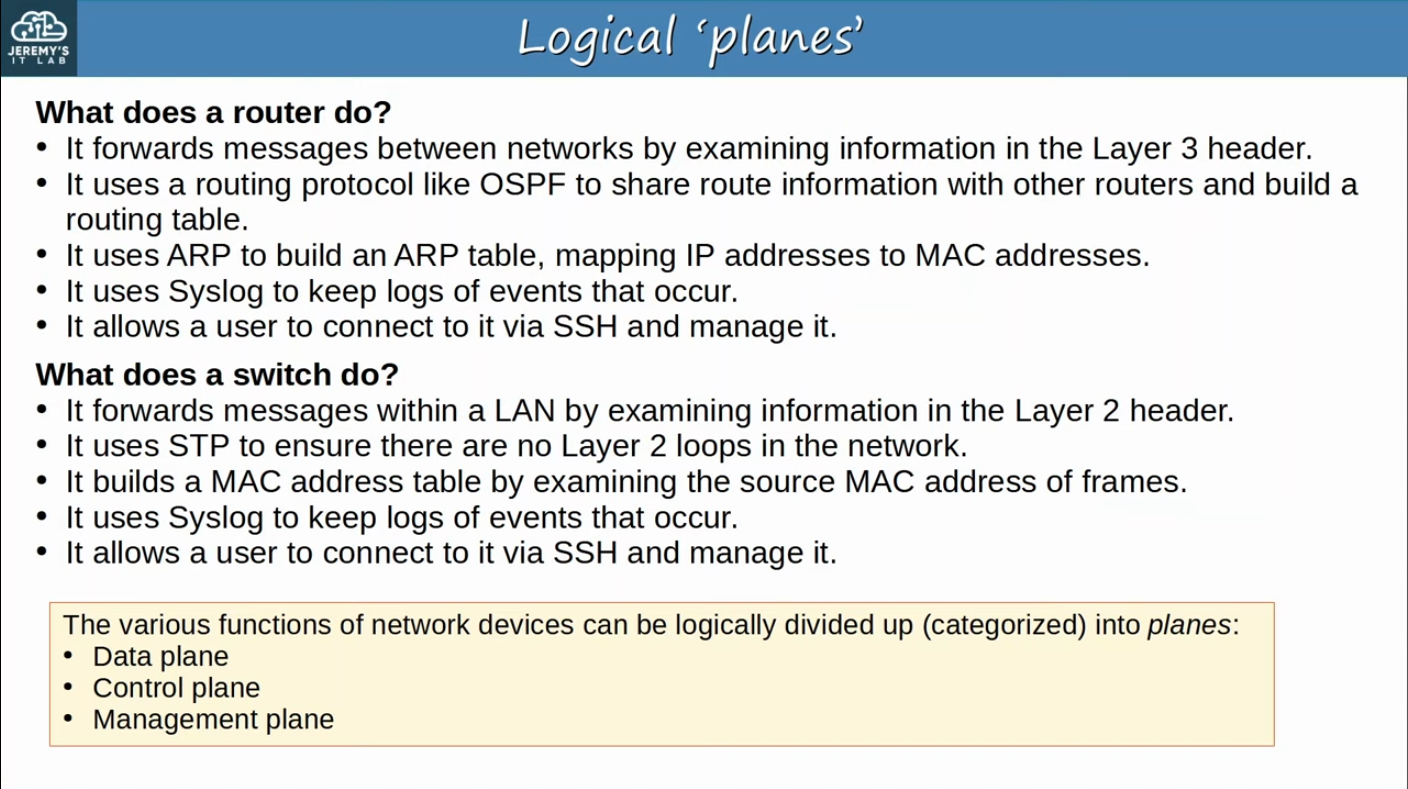 JEREMY'S
IT LAB
Logical ‘planes’
What does a router do?
• It forwards messages between networks by examining information in the Layer 3 header.
• It uses a routing protocol like OSPF to share route information with other routers and build a
routing table.
• It uses ARP to build an ARP table, mapping IP addresses to MAC addresses.
• It uses Syslog to keep logs of events that occur.
• It allows a user to connect to it via SSH and manage it.
What does a switch do?
• It forwards messages within a LAN by examining information in the Layer 2 header.
• It uses STP to ensure there are no Layer 2 loops in the network.
• It builds a MAC address table by examining the source MAC address of frames.
• It uses Syslog to keep logs of events that occur.
• It allows a user to connect to it via SSH and manage it.
The various functions of network devices can be logically divided up (categorized) into planes:
• Data plane
• Control plane
• Management plane